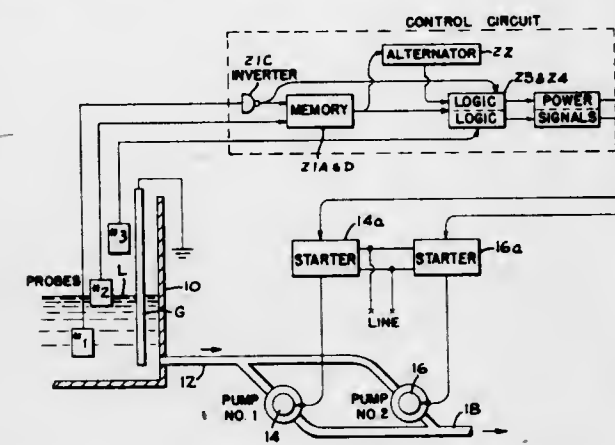 CONTROL CIRCUIT
21C
INVERTER
ALTERNATOR
22
23 & 24
MEMORY
LOGIC
LOGIC
POWER
SIGNALS
21A & D
14a
16a
STARTER
STARTER
#3
PROBES
L
10
#2
G
LINE
#1
12
PUMP
NO. 1
14
PUMP
NO. 2
16
18